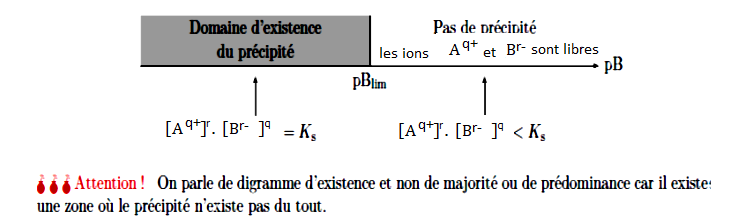 Domaine d'existence
du précipité
Pas de précipité
les ions A^q+ et B^r- sont libres
pB
pB_lim
[A^q+]^r . [B^r- ]^q = K_s
[A^q+]^r . [B^r- ]^q < K_s
Attention ! On parle de digramme d'existence et non de majorité ou de prédominance car il existe
une zone où le précipité n'existe pas du tout.